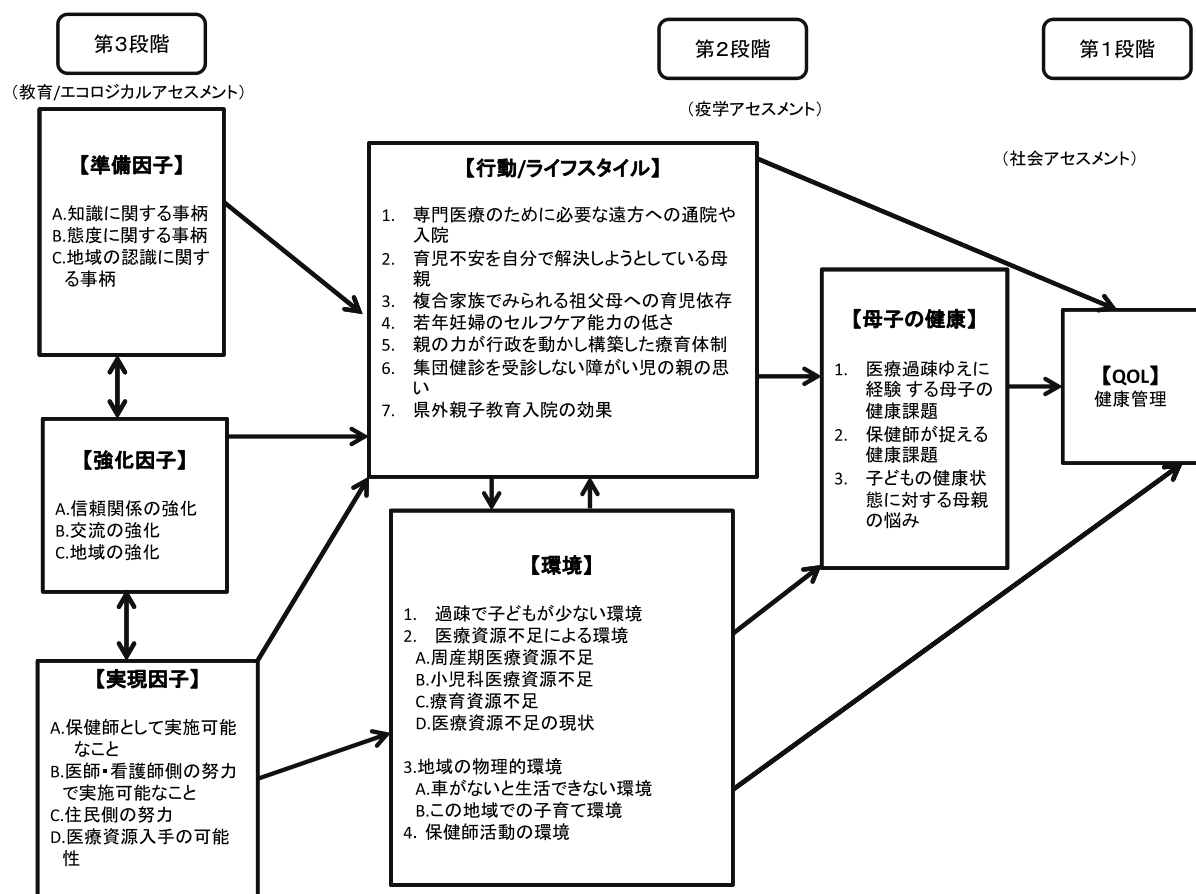 第３段階
第２段階
第１段階
（教育/エコロジカルアセスメント）
（疫学アセスメント）
（社会アセスメント）
【準備因子】
A.知識に関する事柄
B.態度に関する事柄
C.地域の認識に関す
る事柄
【強化因子】
A.信頼関係の強化
B.交流の強化
C.地域の強化
【実現因子】
A.保健師として実施可能
なこと
B.医師・看護師側の努力
で実施可能なこと
C.住民側の努力
D.医療資源入手の可能
性
【行動/ライフスタイル】
1. 専門医療のために必要な遠方への通院や
入院
2. 育児不安を自分で解決しようとしている母
親
3. 複合家族でみられる祖父母への育児依存
4. 若年妊婦のセルフケア能力の低さ
5. 親の力が行政を動かし構築した療育体制
6. 集団健診を受診しない障がい児の親の思
い
7. 県外親子教育入院の効果
【環境】
1. 過疎で子どもが少ない環境
2. 医療資源不足による環境
A.周産期医療資源不足
B.小児科医療資源不足
C.療育資源不足
D.医療資源不足の現状
3.地域の物理的環境
A.車がないと生活できない環境
B.この地域での子育て環境
4. 保健師活動の環境
【母子の健康】
1. 医療過疎ゆえに
経験 する母子の
健康課題
2. 保健師が捉える
健康課題
3. 子どもの健康状
態に対する母親
の悩み
【QOL】
健康管理